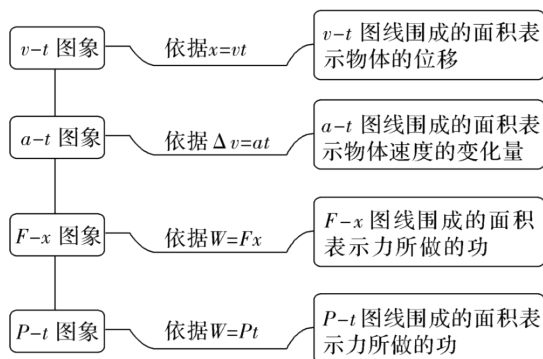 v-t 图象
依据x=vt
v-t 图线围成的面积表
示物体的位移
a-t 图象
依据 Δv=at
a-t 图线围成的面积表
示物体速度的变化量
F-x 图象
依据W=Fx
F-x 图线围成的面积
表示力所做的功
P-t 图象
依据W=Pt
P-t 图线围成的面积表
示力所做的功